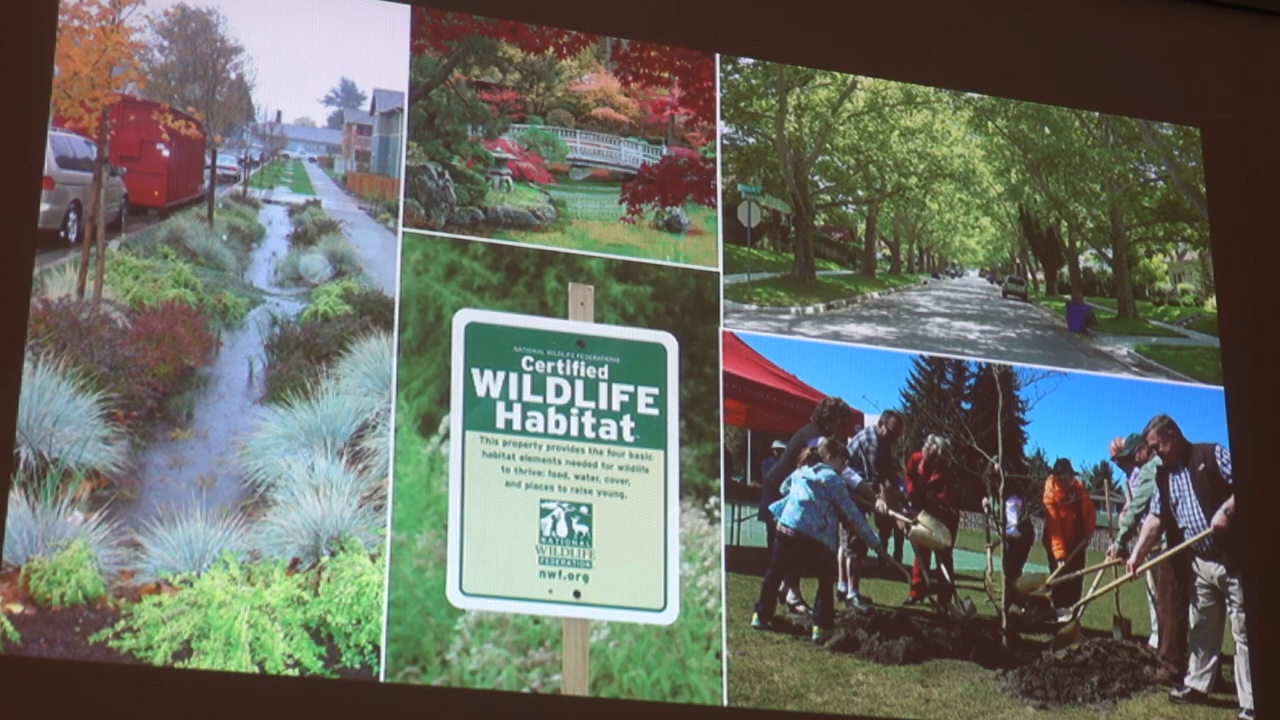 NATIONAL WILDLIFE FEDERATION®
Certified
WILDLIFE
Habitat
This property provides the four basic
habitat elements needed for wildlife
to thrive: food, water, cover,
and places to raise young.
NATIONAL
WILDLIFE
FEDERATION
nwf.org